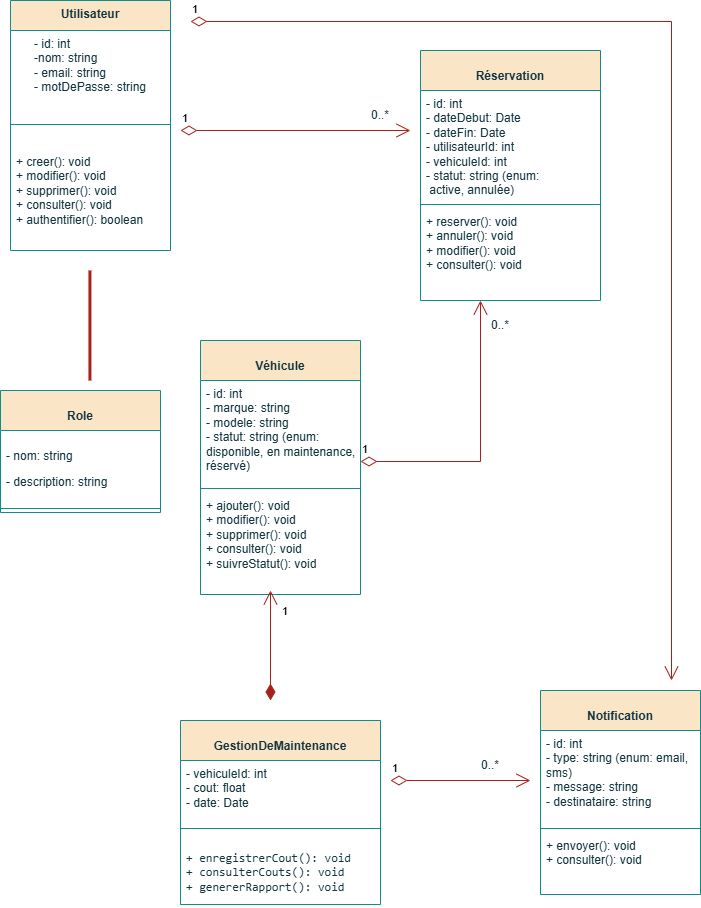 Utilisateur
- id: int
-nom: string
- email: string
- motDePasse: string
+ creer(): void
+ modifier(): void
+ supprimer(): void
+ consulter(): void
+ authentifier(): boolean
1
1
0..*
Réservation
- id: int
- dateDebut: Date
- dateFin: Date
- utilisateurId: int
- vehiculeId: int
- statut: string (enum:
active, annulée)
+ reserver(): void
+ annuler(): void
+ modifier(): void
+ consulter(): void
0..*
Véhicule
- id: int
- marque: string
- modele: string
- statut: string (enum:
disponible, en maintenance,
réservé)
+ ajouter(): void
+ modifier(): void
+ supprimer(): void
+ consulter(): void
+ suivreStatut(): void
1
1
Role
- nom: string
- description: string
GestionDeMaintenance
- vehiculeId: int
- cout: float
- date: Date
+ enregistrerCout(): void
+ consulterCouts(): void
+ genererRapport(): void
1
0..*
Notification
- id: int
- type: string (enum: email,
sms)
- message: string
- destinataire: string
+ envoyer(): void
+ consulter(): void